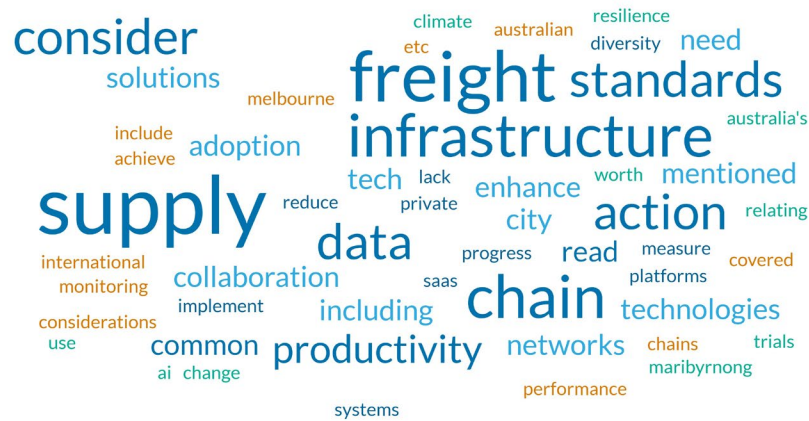 climate
resilience
consider
australian
etc
diversity
need
solutions
freight
standards
melbourne
australia's
include
infrastructure
achieve
adoption
tech
lack
worth
mentioned
supply
reduce
private
enhance
city
action
relating
data
progress
read
measure
covered
international
monitoring
collaboration
saas
chain
platforms
implement
including
technologies
considerations
use
common
productivity
networks
chains
trials
ai
change
maribyrnong
performance
systems